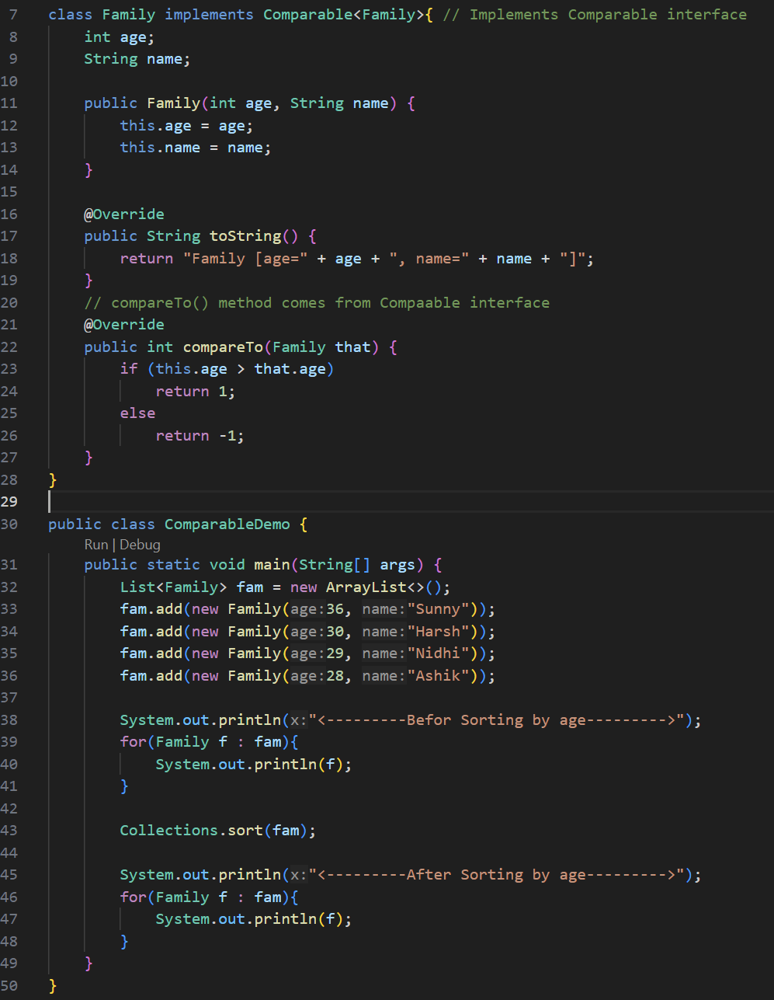 7 class Family implements Comparable<Family>{ // Implements Comparable interface
8 int age;
9 String name;
10
11 public Family(int age, String name) {
12 this.age = age;
13 this.name = name;
14 }
15
16 @Override
17 public String toString() {
18 return "Family [age=" + age + ", name=" + name + "]";
19 }
20 // compareTo() method comes from Compaable interface
21 @Override
22 public int compareTo(Family that) {
23 if (this.age > that.age)
24 return 1;
25 else
26 return -1;
27 }
28 }
29
30 public class ComparableDemo {
Run | Debug
31 public static void main(String[] args) {
32 List<Family> fam = new ArrayList<>();
33 fam.add(new Family(age:36, name:"Sunny"));
34 fam.add(new Family(age:30, name:"Harsh"));
35 fam.add(new Family(age:29, name:"Nidhi"));
36 fam.add(new Family(age:28, name:"Ashik"));
37
38 System.out.println(x:"<---------Befor Sorting by age--------->");
39 for(Family f : fam){
40 System.out.println(f);
41 }
42
43 Collections.sort(fam);
44
45 System.out.println(x:"<---------After Sorting by age--------->");
46 for(Family f : fam){
47 System.out.println(f);
48 }
49 }
50 }